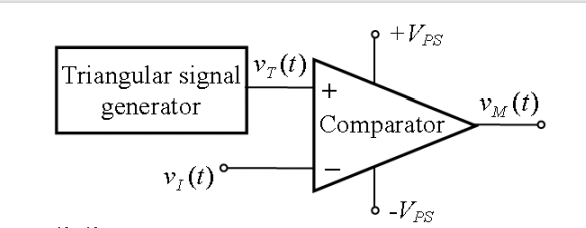 +V_PS
Triangular signal
generator
v_T(t)
+
Comparator
v_M(t)
v_I(t)
−
-V_PS